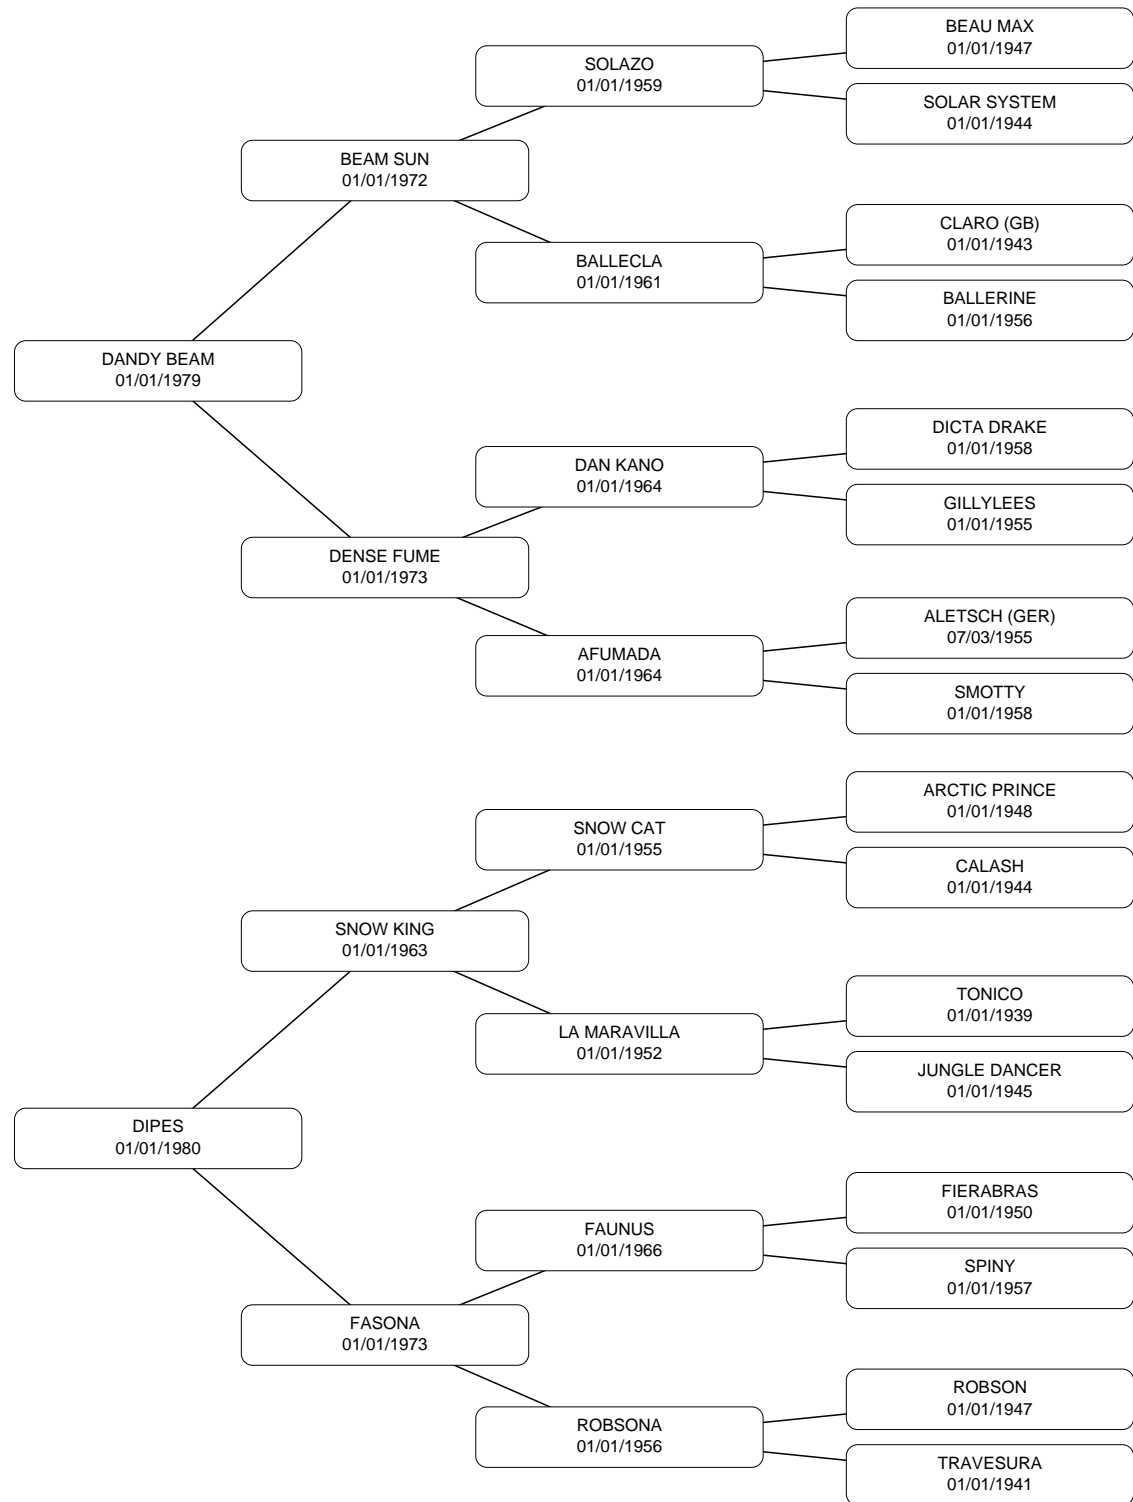 BEAU MAX
01/01/1947
SOLAZO
01/01/1959
SOLAR SYSTEM
01/01/1944
BEAM SUN
01/01/1972
CLARO (GB)
01/01/1943
BALLECLA
01/01/1961
BALLERINE
01/01/1956
DANDY BEAM
01/01/1979
DICTA DRAKE
01/01/1958
DAN KANO
01/01/1964
GILLYLEES
01/01/1955
DENSE FUME
01/01/1973
ALETSCH (GER)
07/03/1955
AFUMADA
01/01/1964
SMOTTY
01/01/1958
ARCTIC PRINCE
01/01/1948
SNOW CAT
01/01/1955
CALASH
01/01/1944
SNOW KING
01/01/1963
TONICO
01/01/1939
LA MARAVILLA
01/01/1952
JUNGLE DANCER
01/01/1945
DIPES
01/01/1980
FIERABRAS
01/01/1950
FAUNUS
01/01/1966
SPINY
01/01/1957
FASONA
01/01/1973
ROBSON
01/01/1947
ROBSONA
01/01/1956
TRAVESURA
01/01/1941